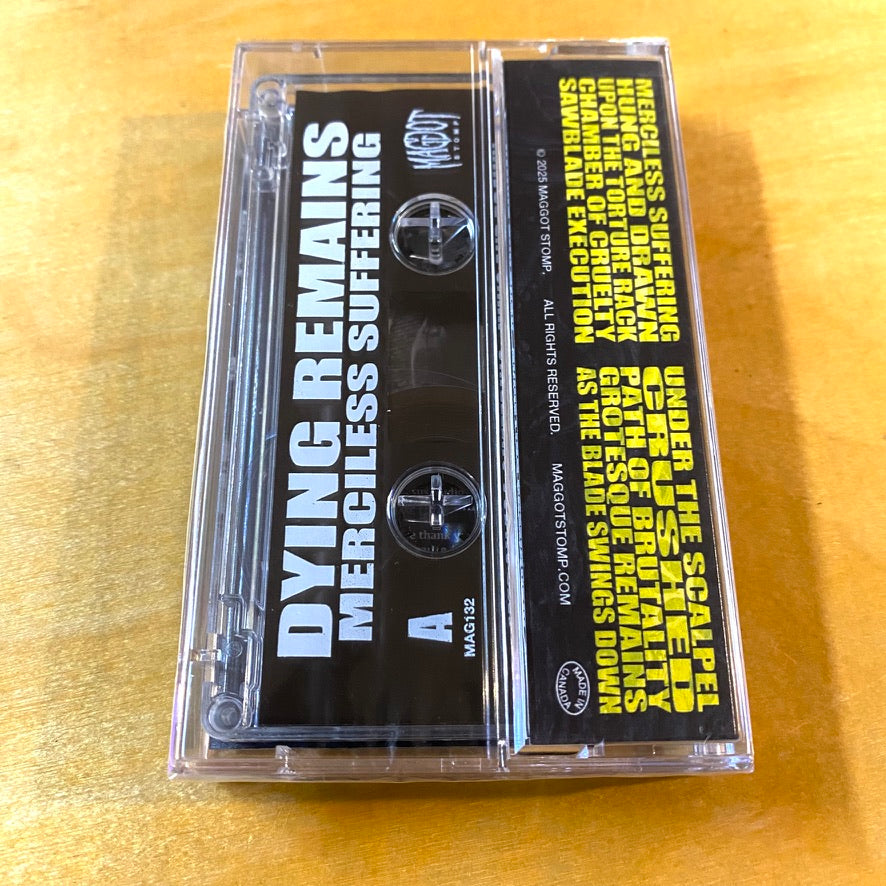 DYING REMAINS
MERCILESS SUFFERING
MAGGOT
STOMP
A
MAG132
MERCILESS SUFFERING
HUNG AND DRAWN
UPON THE TORTURE RACK
CHAMBER OF CRUELTY
SAWBLADE EXECUTION
UNDER THE SCALPEL
CRUSHED
PATH OF BRUTALITY
GROTESQUE REMAINS
AS THE BLADE SWINGS DOWN
© 2025 MAGGOT STOMP. ALL RIGHTS RESERVED. MAGGOTSTOMP.COM
MADE IN
CANADA